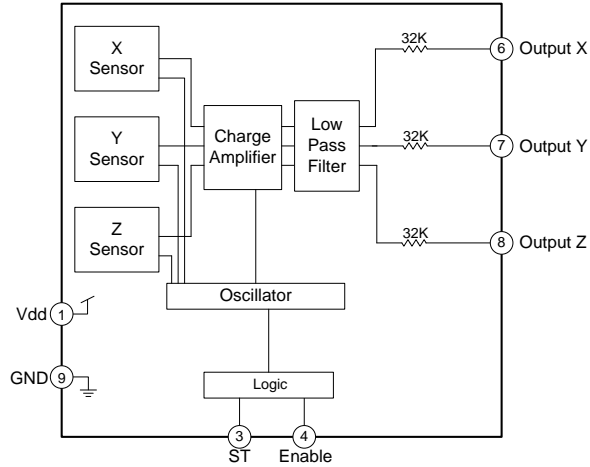 X
Sensor
32K
6 Output X
Y
Sensor
Charge
Amplifier
Low
Pass
Filter
32K
7 Output Y
Z
Sensor
32K
8 Output Z
Oscillator
Vdd 1
GND 9
Logic
3
ST
4
Enable